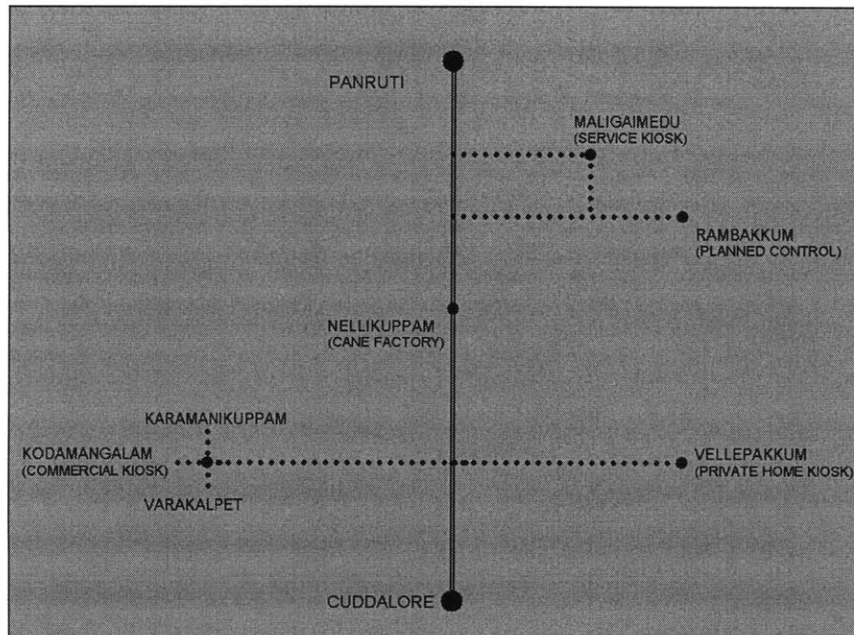 PANRUTI
MALIGAIMEDU
(SERVICE KIOSK)
RAMBAKKUM
(PLANNED CONTROL)
NELLIKUPPAM
(CANE FACTORY)
KARAMANIKUPPAM
KODAMANGALAM
(COMMERCIAL KIOSK)
VELLEPAKKUM
(PRIVATE HOME KIOSK)
VARAKALPET
CUDDALORE